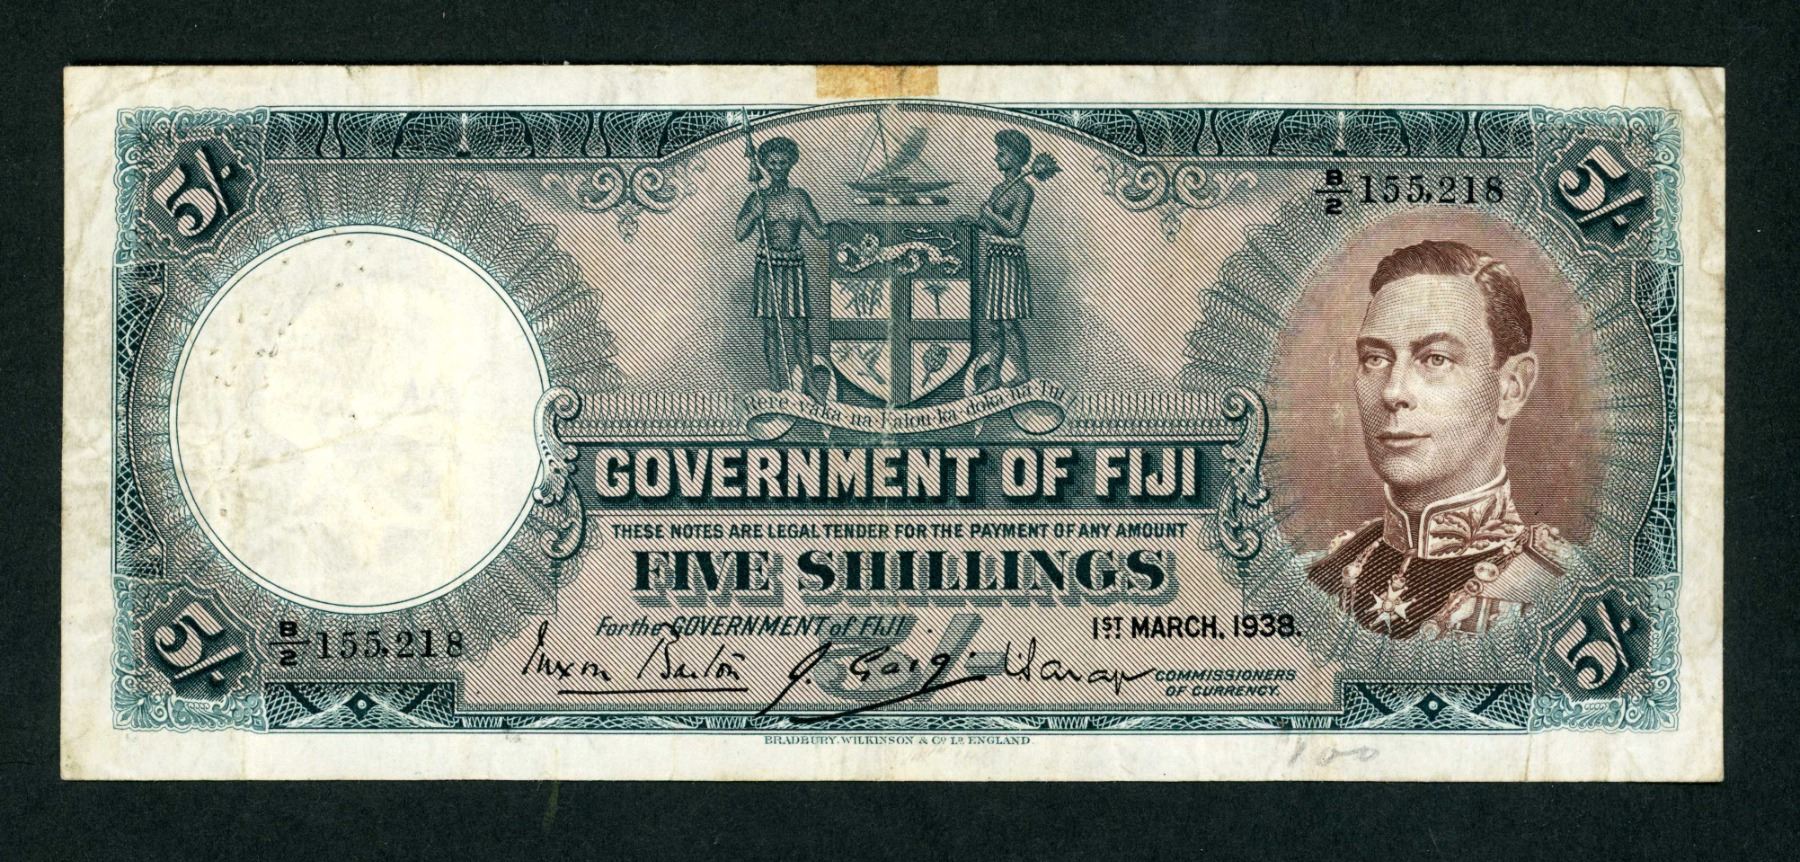 5/-
5/-
B/2 155,218
Rere vaka na Kalou ka doka na Tui
GOVERNMENT OF FIJI
THESE NOTES ARE LEGAL TENDER FOR THE PAYMENT OF ANY AMOUNT
FIVE SHILLINGS
For the GOVERNMENT of FIJI
1ST MARCH, 1938.
B/2 155,218
5/-
5/-
5/-
COMMISSIONERS
OF CURRENCY.
BRADBURY, WILKINSON & Co Ld ENGLAND
100